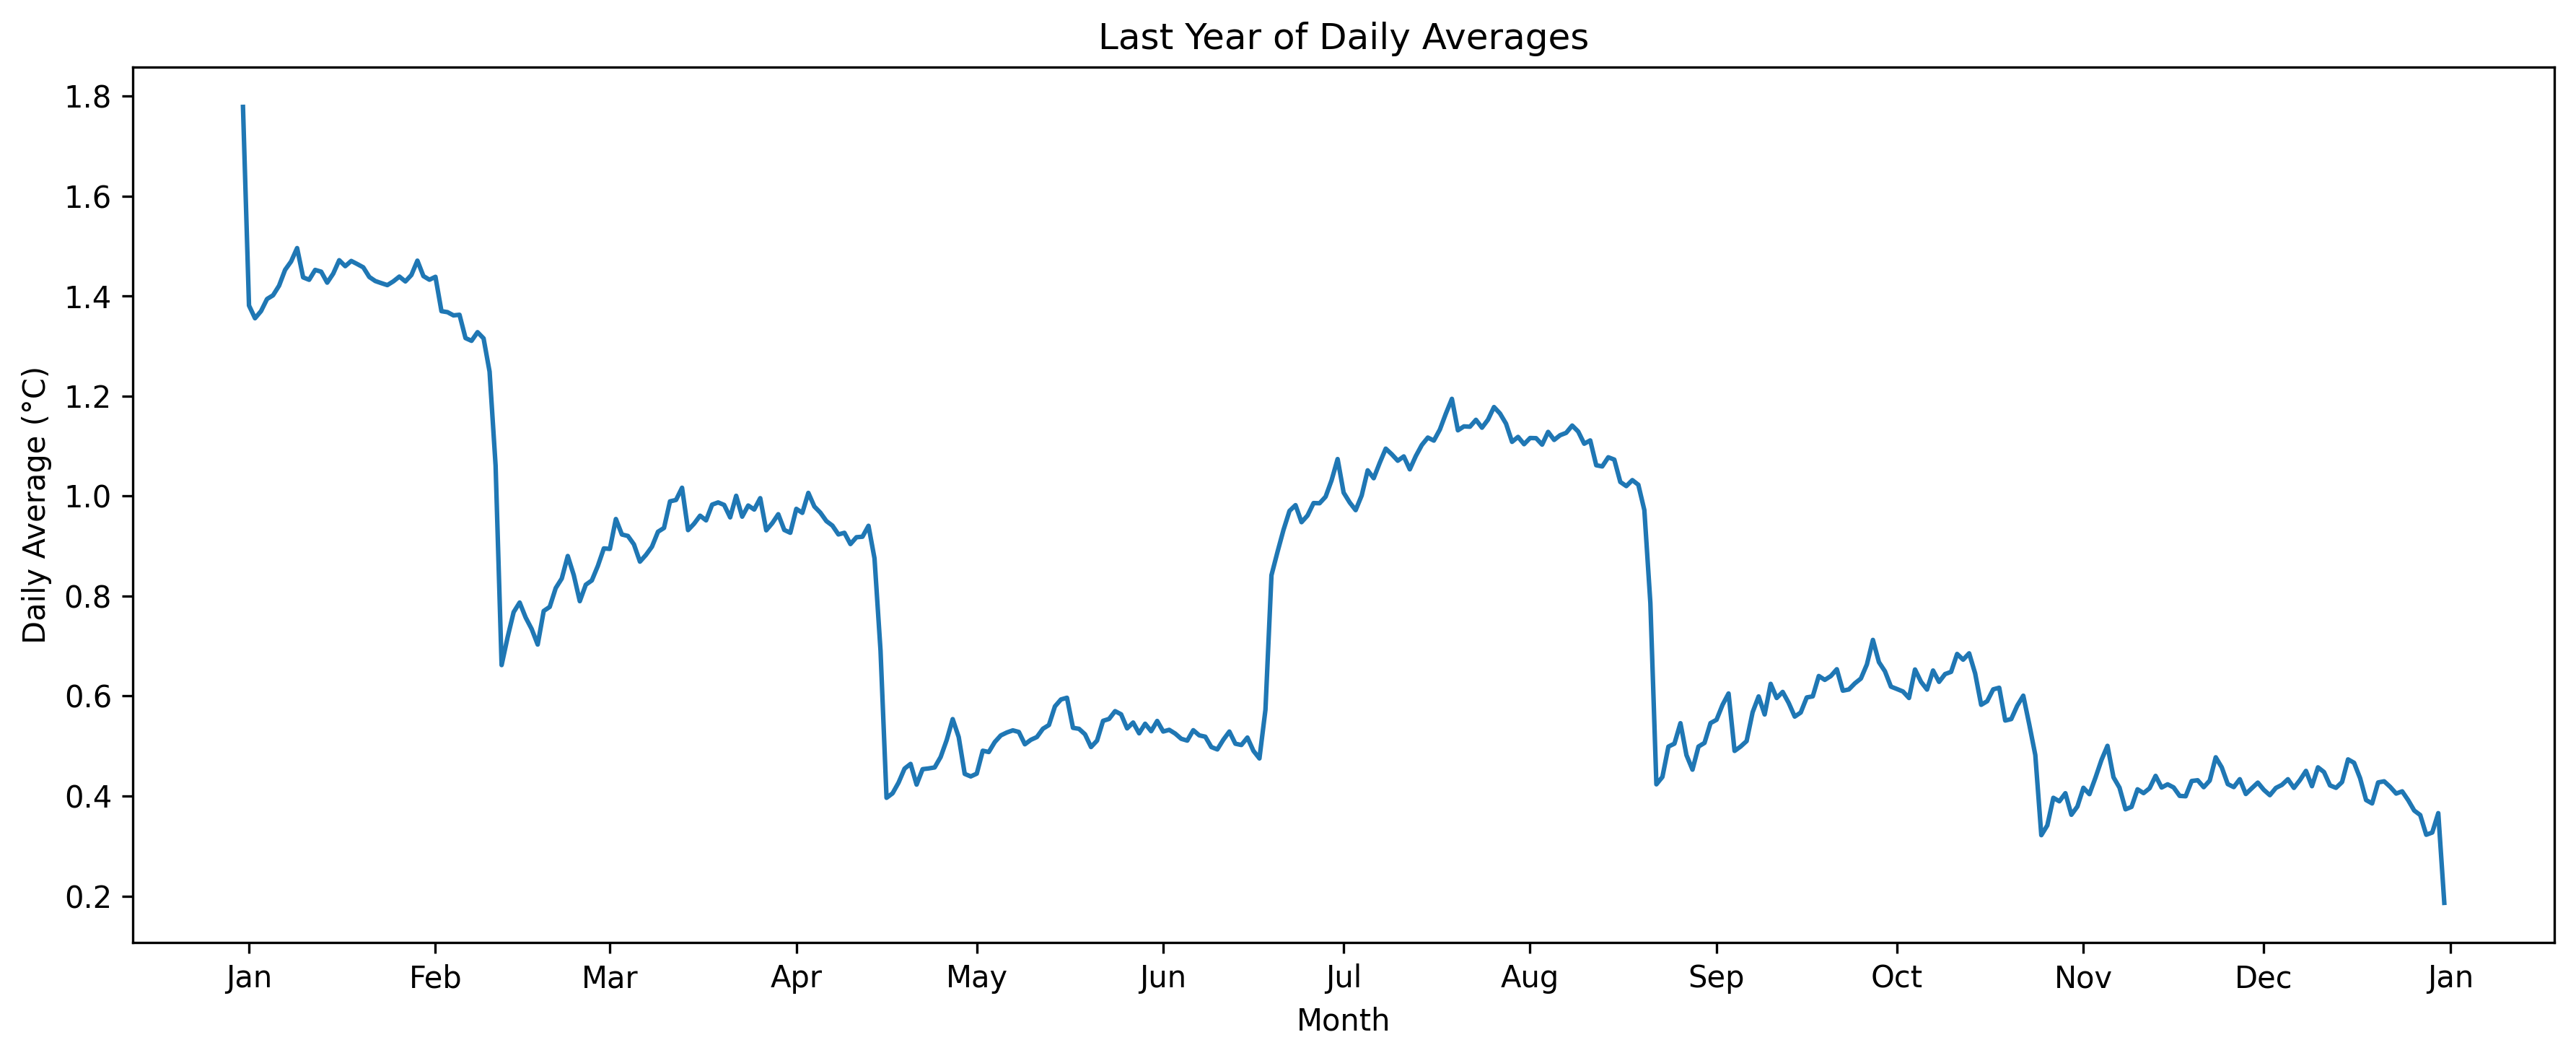 Last Year of Daily Averages
Daily Average (°C)
1.8
1.6
1.4
1.2
1.0
0.8
0.6
0.4
0.2
Jan Feb Mar Apr May Jun Jul Aug Sep Oct Nov Dec Jan
Month